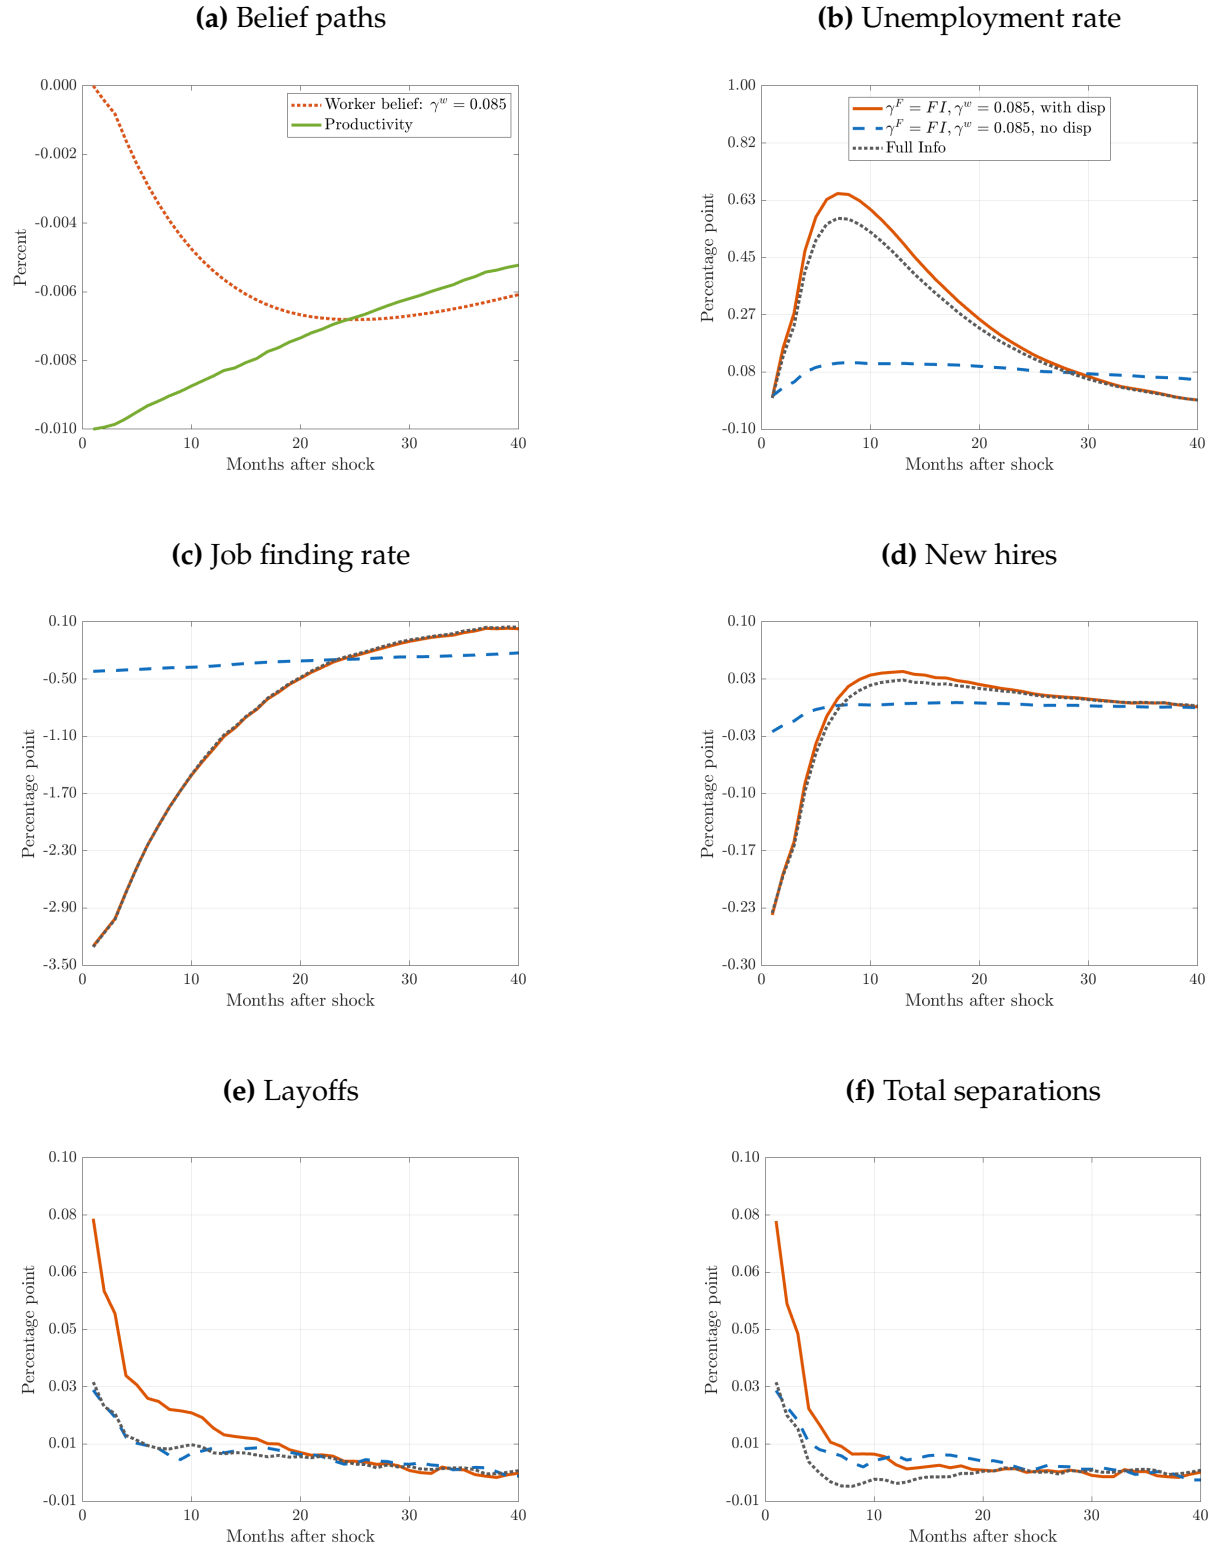 (a) Belief paths
0.000
-0.002
-0.004
-0.006
-0.008
-0.010
Percent
Worker belief: γ^w = 0.085
Productivity
0 10 20 30 40
Months after shock
(b) Unemployment rate
1.00
0.82
0.63
0.45
0.27
0.08
-0.10
Percentage point
γ^F = FI, γ^w = 0.085, with disp
γ^F = FI, γ^w = 0.085, no disp
Full Info
0 10 20 30 40
Months after shock
(c) Job finding rate
0.10
-0.50
-1.10
-1.70
-2.30
-2.90
-3.50
Percentage point
0 10 20 30 40
Months after shock
(d) New hires
0.10
0.03
-0.03
-0.10
-0.17
-0.23
-0.30
Percentage point
0 10 20 30 40
Months after shock
(e) Layoffs
0.10
0.08
0.06
0.05
0.03
0.01
-0.01
Percentage point
0 10 20 30 40
Months after shock
(f) Total separations
0.10
0.08
0.06
0.05
0.03
0.01
-0.01
Percentage point
0 10 20 30 40
Months after shock